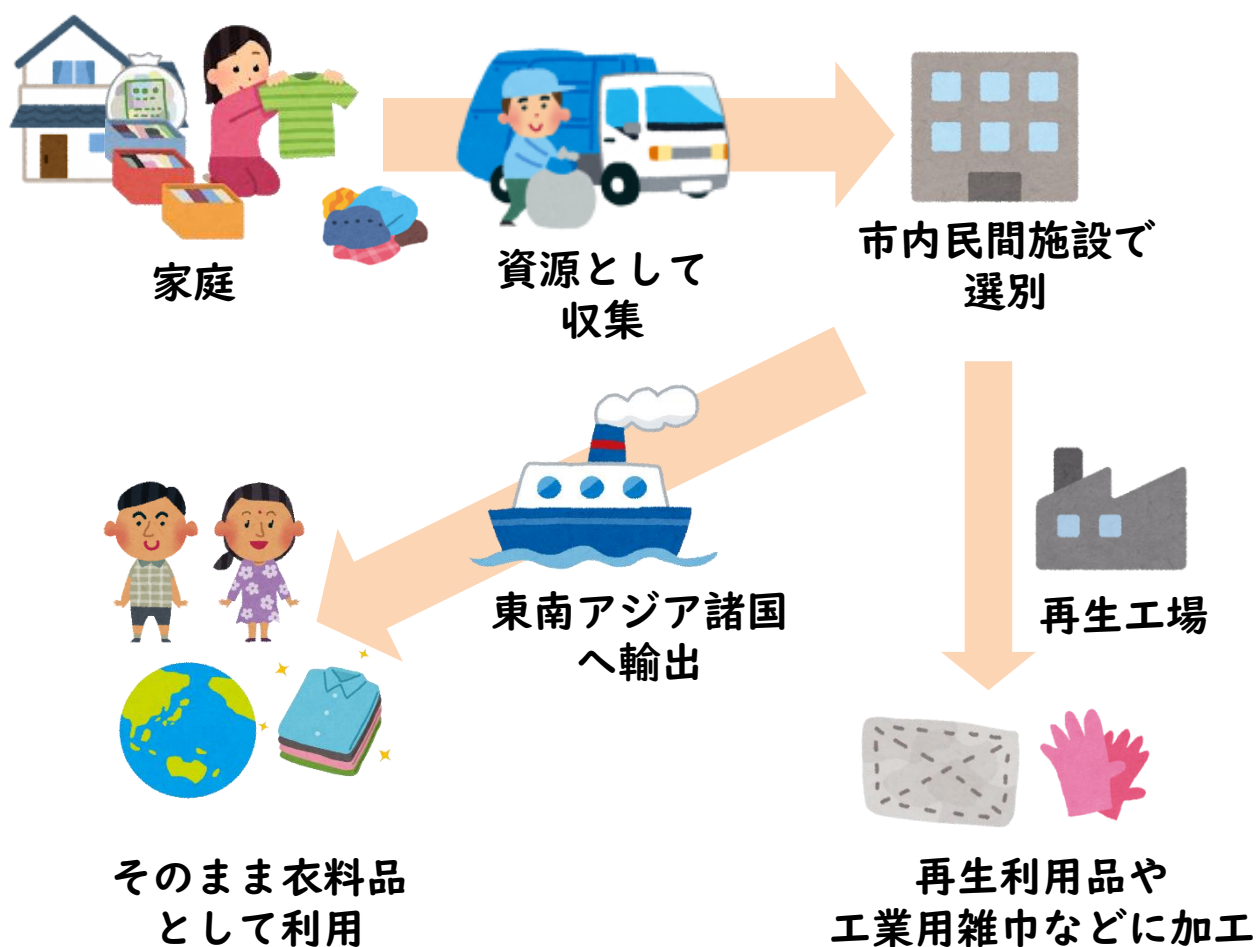 家庭
資源として
収集
市内民間施設で
選別
東南アジア諸国
へ輸出
再生工場
そのまま衣料品
として利用
再生利用品や
工業用雑巾などに加工